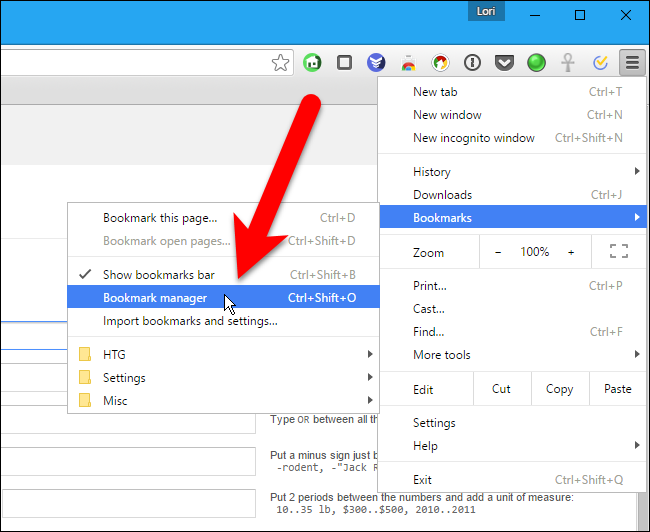 Lori
New tab Ctrl+T
New window Ctrl+N
New incognito window Ctrl+Shift+N
History
Downloads Ctrl+J
Bookmarks
Zoom − 100% +
Print... Ctrl+P
Cast...
Find... Ctrl+F
More tools
Edit Cut Copy Paste
Settings
Help
Exit Ctrl+Shift+Q
Bookmark this page... Ctrl+D
Bookmark open pages... Ctrl+Shift+D
Show bookmarks bar Ctrl+Shift+B
Bookmark manager Ctrl+Shift+O
Import bookmarks and settings...
HTG
Settings
Misc
Type OR between all th
Put a minus sign just b
-rodent, -"Jack R
Put 2 periods between the numbers and add a unit of measure:
10..35 lb, $300..$500, 2010..2011